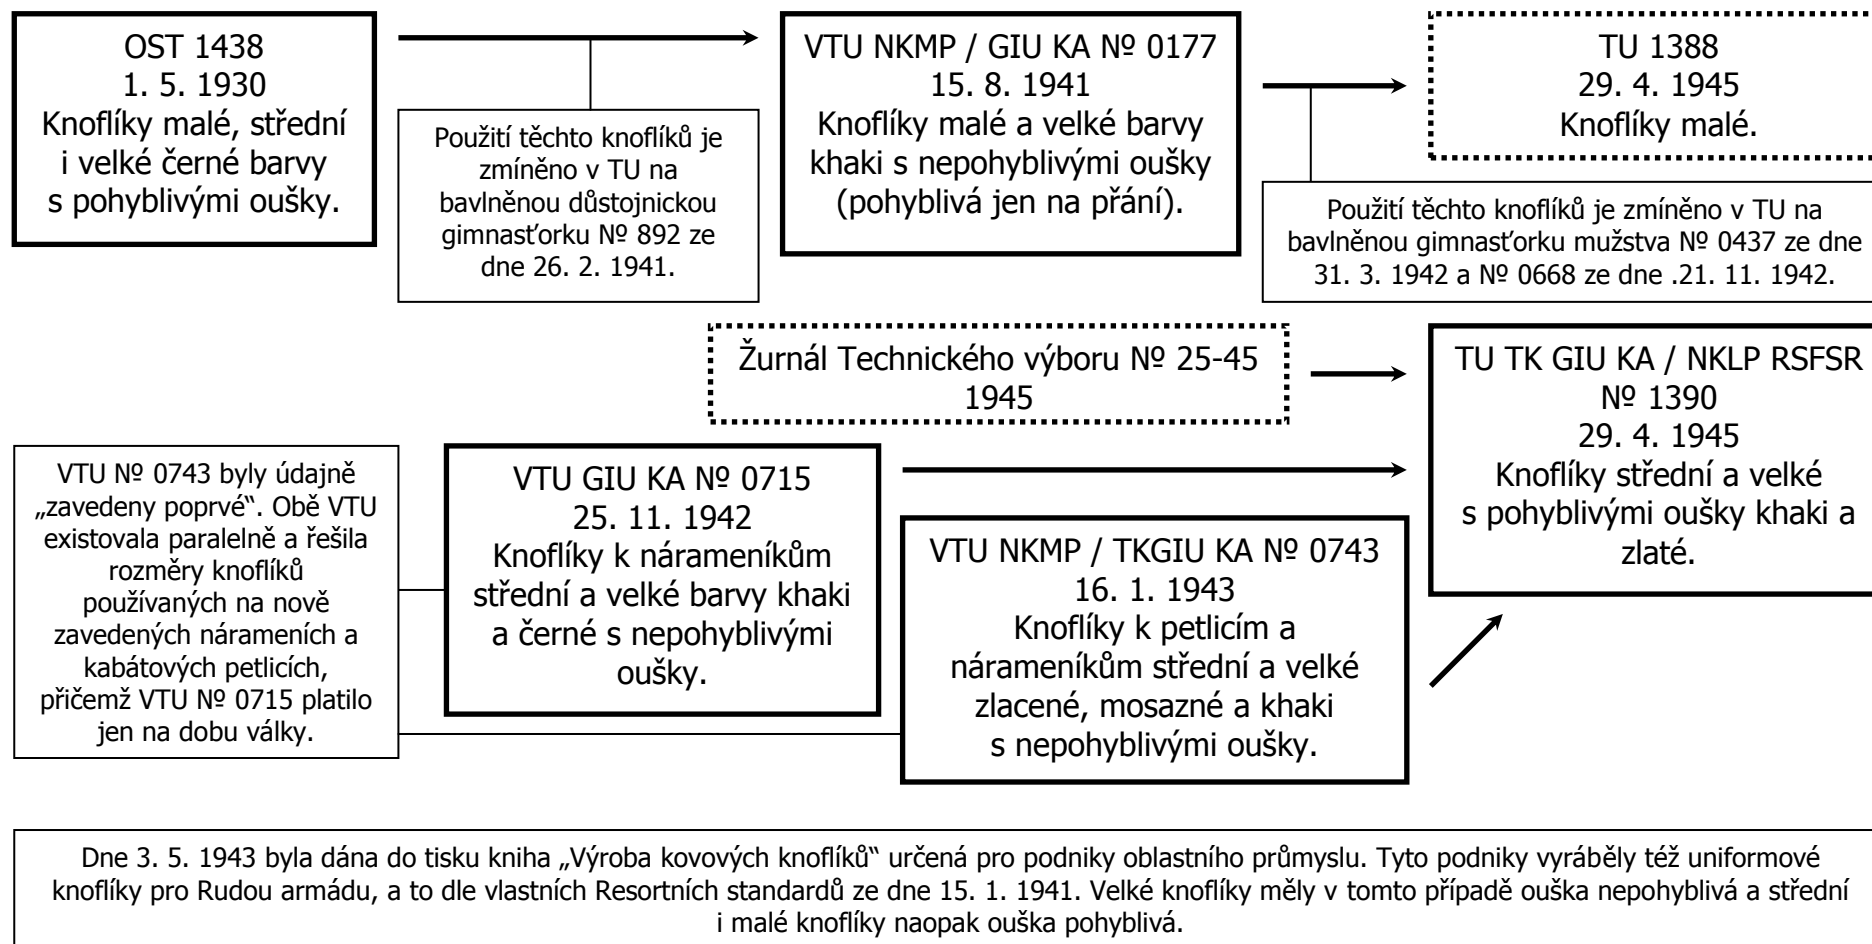 OST 1438
1. 5. 1930
Knoflíky malé, střední
i velké černé barvy
s pohyblivými oušky.
Použití těchto knoflíků je
zmíněno v TU na
bavlněnou důstojnickou
gimnasťorku № 892 ze
dne 26. 2. 1941.
VTU NKMP / GIU KA № 0177
15. 8. 1941
Knoflíky malé a velké barvy
khaki s nepohyblivými oušky
(pohyblivá jen na přání).
TU 1388
29. 4. 1945
Knoflíky malé.
Použití těchto knoflíků je zmíněno v TU na
bavlněnou gimnasťorku mužstva № 0437 ze dne
31. 3. 1942 a № 0668 ze dne .21. 11. 1942.
Žurnál Technického výboru № 25-45
1945
TU TK GIU KA / NKLP RSFSR
№ 1390
29. 4. 1945
Knoflíky střední a velké
s pohyblivými oušky khaki a
zlaté.
VTU № 0743 byly údajně
„zavedeny poprvé“. Obě VTU
existovala paralelně a řešila
rozměry knoflíků
používaných na nově
zavedených námeních a
kabátových petlicích,
přičemž VTU № 0715 platilo
jen na dobu války.
VTU GIU KA № 0715
25. 11. 1942
Knoflíky k nárameníkům
střední a velké barvy khaki
a černé s nepohyblivými
oušky.
VTU NKMP / TKGIU KA № 0743
16. 1. 1943
Knoflíky k petlicím a
nárameníkům střední a velké
zlacené, mosazné a khaki
s nepohyblivými oušky.
Dne 3. 5. 1943 byla dána do tisku kniha „Výroba kovových knoflíků“ určená pro podniky oblastního průmyslu. Tyto podniky vyráběly též uniformové
knoflíky pro Rudou armádu, a to dle vlastních Resortních standardů ze dne 15. 1. 1941. Velké knoflíky měly v tomto případě ouška nepohyblivá a střední
i malé knoflíky naopak ouška pohyblivá.